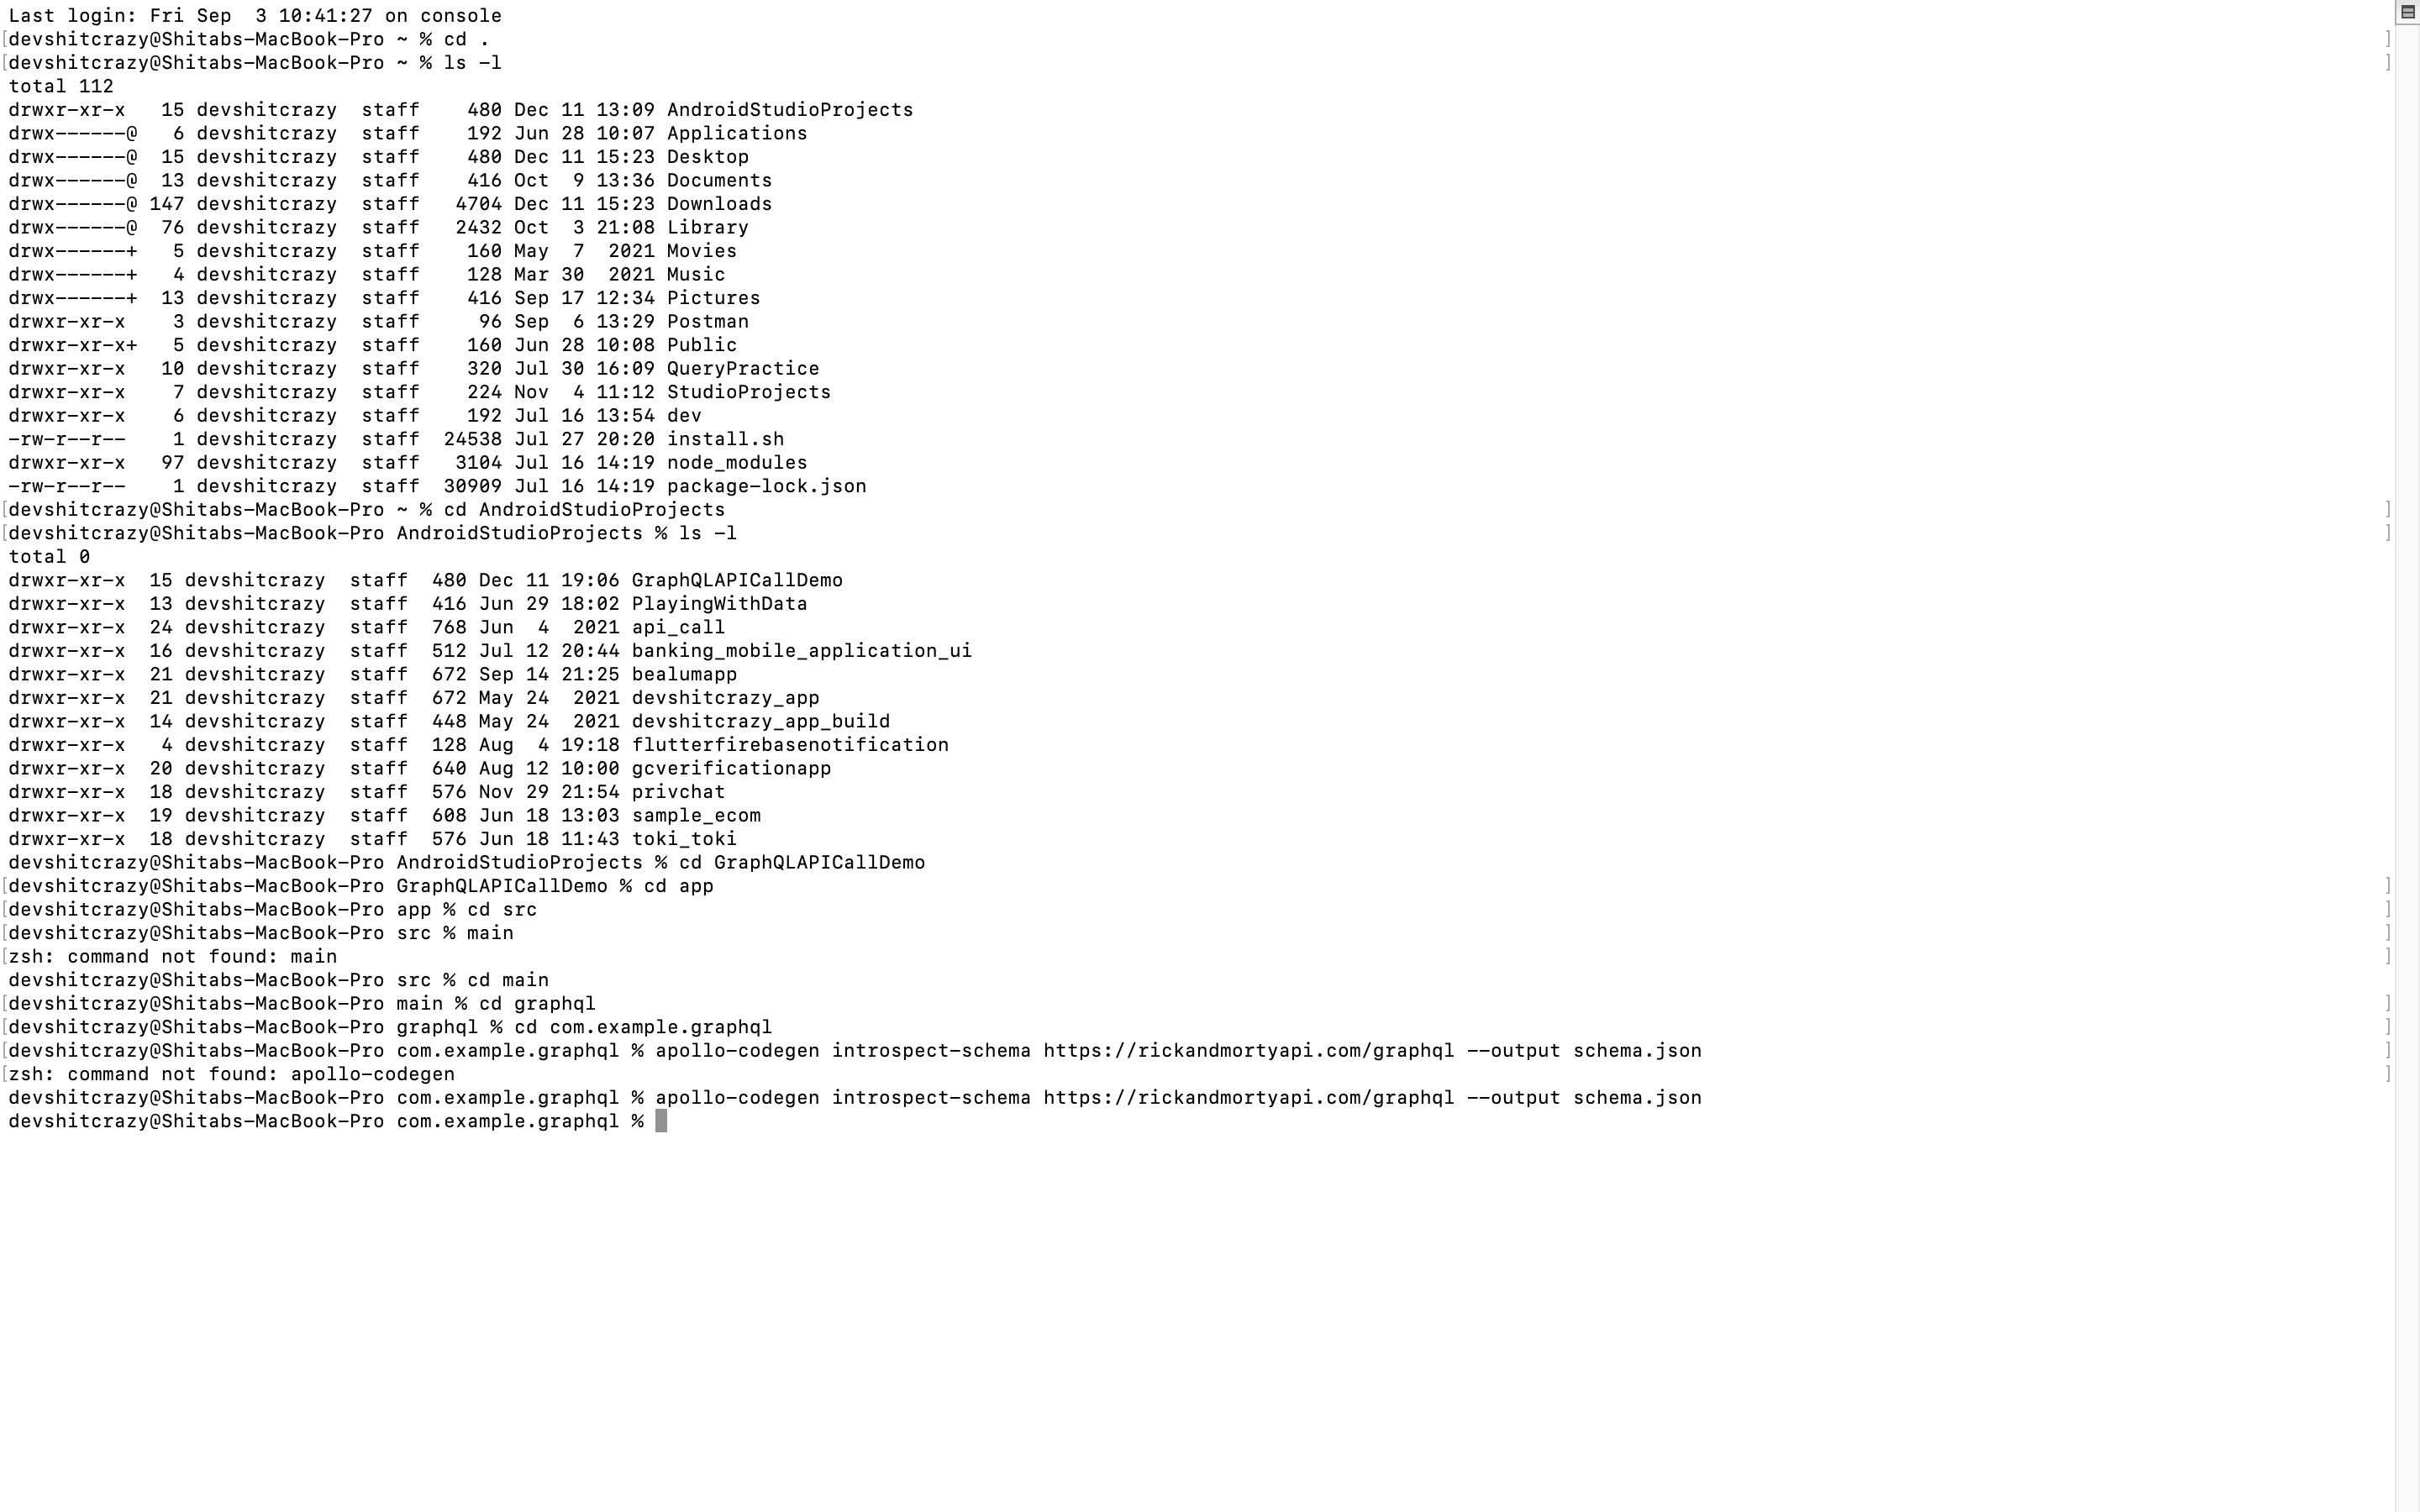 Last login: Fri Sep  3 10:41:27 on console
[devshitcrazy@Shitabs-MacBook-Pro ~ % cd . ]
[devshitcrazy@Shitabs-MacBook-Pro ~ % ls -l ]
total 112
drwxr-xr-x   15 devshitcrazy  staff    480 Dec 11 13:09 AndroidStudioProjects
drwx------@   6 devshitcrazy  staff    192 Jun 28 10:07 Applications
drwx------@  15 devshitcrazy  staff    480 Dec 11 15:23 Desktop
drwx------@  13 devshitcrazy  staff    416 Oct  9 13:36 Documents
drwx------@ 147 devshitcrazy  staff   4704 Dec 11 15:23 Downloads
drwx------@  76 devshitcrazy  staff   2432 Oct  3 21:08 Library
drwx------+   5 devshitcrazy  staff    160 May  7  2021 Movies
drwx------+   4 devshitcrazy  staff    128 Mar 30  2021 Music
drwx------+  13 devshitcrazy  staff    416 Sep 17 12:34 Pictures
drwxr-xr-x    3 devshitcrazy  staff     96 Sep  6 13:29 Postman
drwxr-xr-x+   5 devshitcrazy  staff    160 Jun 28 10:08 Public
drwxr-xr-x   10 devshitcrazy  staff    320 Jul 30 16:09 QueryPractice
drwxr-xr-x    7 devshitcrazy  staff    224 Nov  4 11:12 StudioProjects
drwxr-xr-x    6 devshitcrazy  staff    192 Jul 16 13:54 dev
-rw-r--r--    1 devshitcrazy  staff  24538 Jul 27 20:20 install.sh
drwxr-xr-x   97 devshitcrazy  staff   3104 Jul 16 14:19 node_modules
-rw-r--r--    1 devshitcrazy  staff  30909 Jul 16 14:19 package-lock.json
[devshitcrazy@Shitabs-MacBook-Pro ~ % cd AndroidStudioProjects ]
[devshitcrazy@Shitabs-MacBook-Pro AndroidStudioProjects % ls -l ]
total 0
drwxr-xr-x  15 devshitcrazy  staff  480 Dec 11 19:06 GraphQLAPICallDemo
drwxr-xr-x  13 devshitcrazy  staff  416 Jun 29 18:02 PlayingWithData
drwxr-xr-x  24 devshitcrazy  staff  768 Jun  4  2021 api_call
drwxr-xr-x  16 devshitcrazy  staff  512 Jul 12 20:44 banking_mobile_application_ui
drwxr-xr-x  21 devshitcrazy  staff  672 Sep 14 21:25 bealumapp
drwxr-xr-x  21 devshitcrazy  staff  672 May 24  2021 devshitcrazy_app
drwxr-xr-x  14 devshitcrazy  staff  448 May 24  2021 devshitcrazy_app_build
drwxr-xr-x   4 devshitcrazy  staff  128 Aug  4 19:18 flutterfirebasenotification
drwxr-xr-x  20 devshitcrazy  staff  640 Aug 12 10:00 gcverificationapp
drwxr-xr-x  18 devshitcrazy  staff  576 Nov 29 21:54 privchat
drwxr-xr-x  19 devshitcrazy  staff  608 Jun 18 13:03 sample_ecom
drwxr-xr-x  18 devshitcrazy  staff  576 Jun 18 11:43 toki_toki
devshitcrazy@Shitabs-MacBook-Pro AndroidStudioProjects % cd GraphQLAPICallDemo
[devshitcrazy@Shitabs-MacBook-Pro GraphQLAPICallDemo % cd app ]
[devshitcrazy@Shitabs-MacBook-Pro app % cd src ]
[devshitcrazy@Shitabs-MacBook-Pro src % main ]
[zsh: command not found: main ]
devshitcrazy@Shitabs-MacBook-Pro src % cd main
[devshitcrazy@Shitabs-MacBook-Pro main % cd graphql ]
[devshitcrazy@Shitabs-MacBook-Pro graphql % cd com.example.graphql ]
[devshitcrazy@Shitabs-MacBook-Pro com.example.graphql % apollo-codegen introspect-schema https://rickandmortyapi.com/graphql --output schema.json ]
[zsh: command not found: apollo-codegen ]
devshitcrazy@Shitabs-MacBook-Pro com.example.graphql % apollo-codegen introspect-schema https://rickandmortyapi.com/graphql --output schema.json
devshitcrazy@Shitabs-MacBook-Pro com.example.graphql %